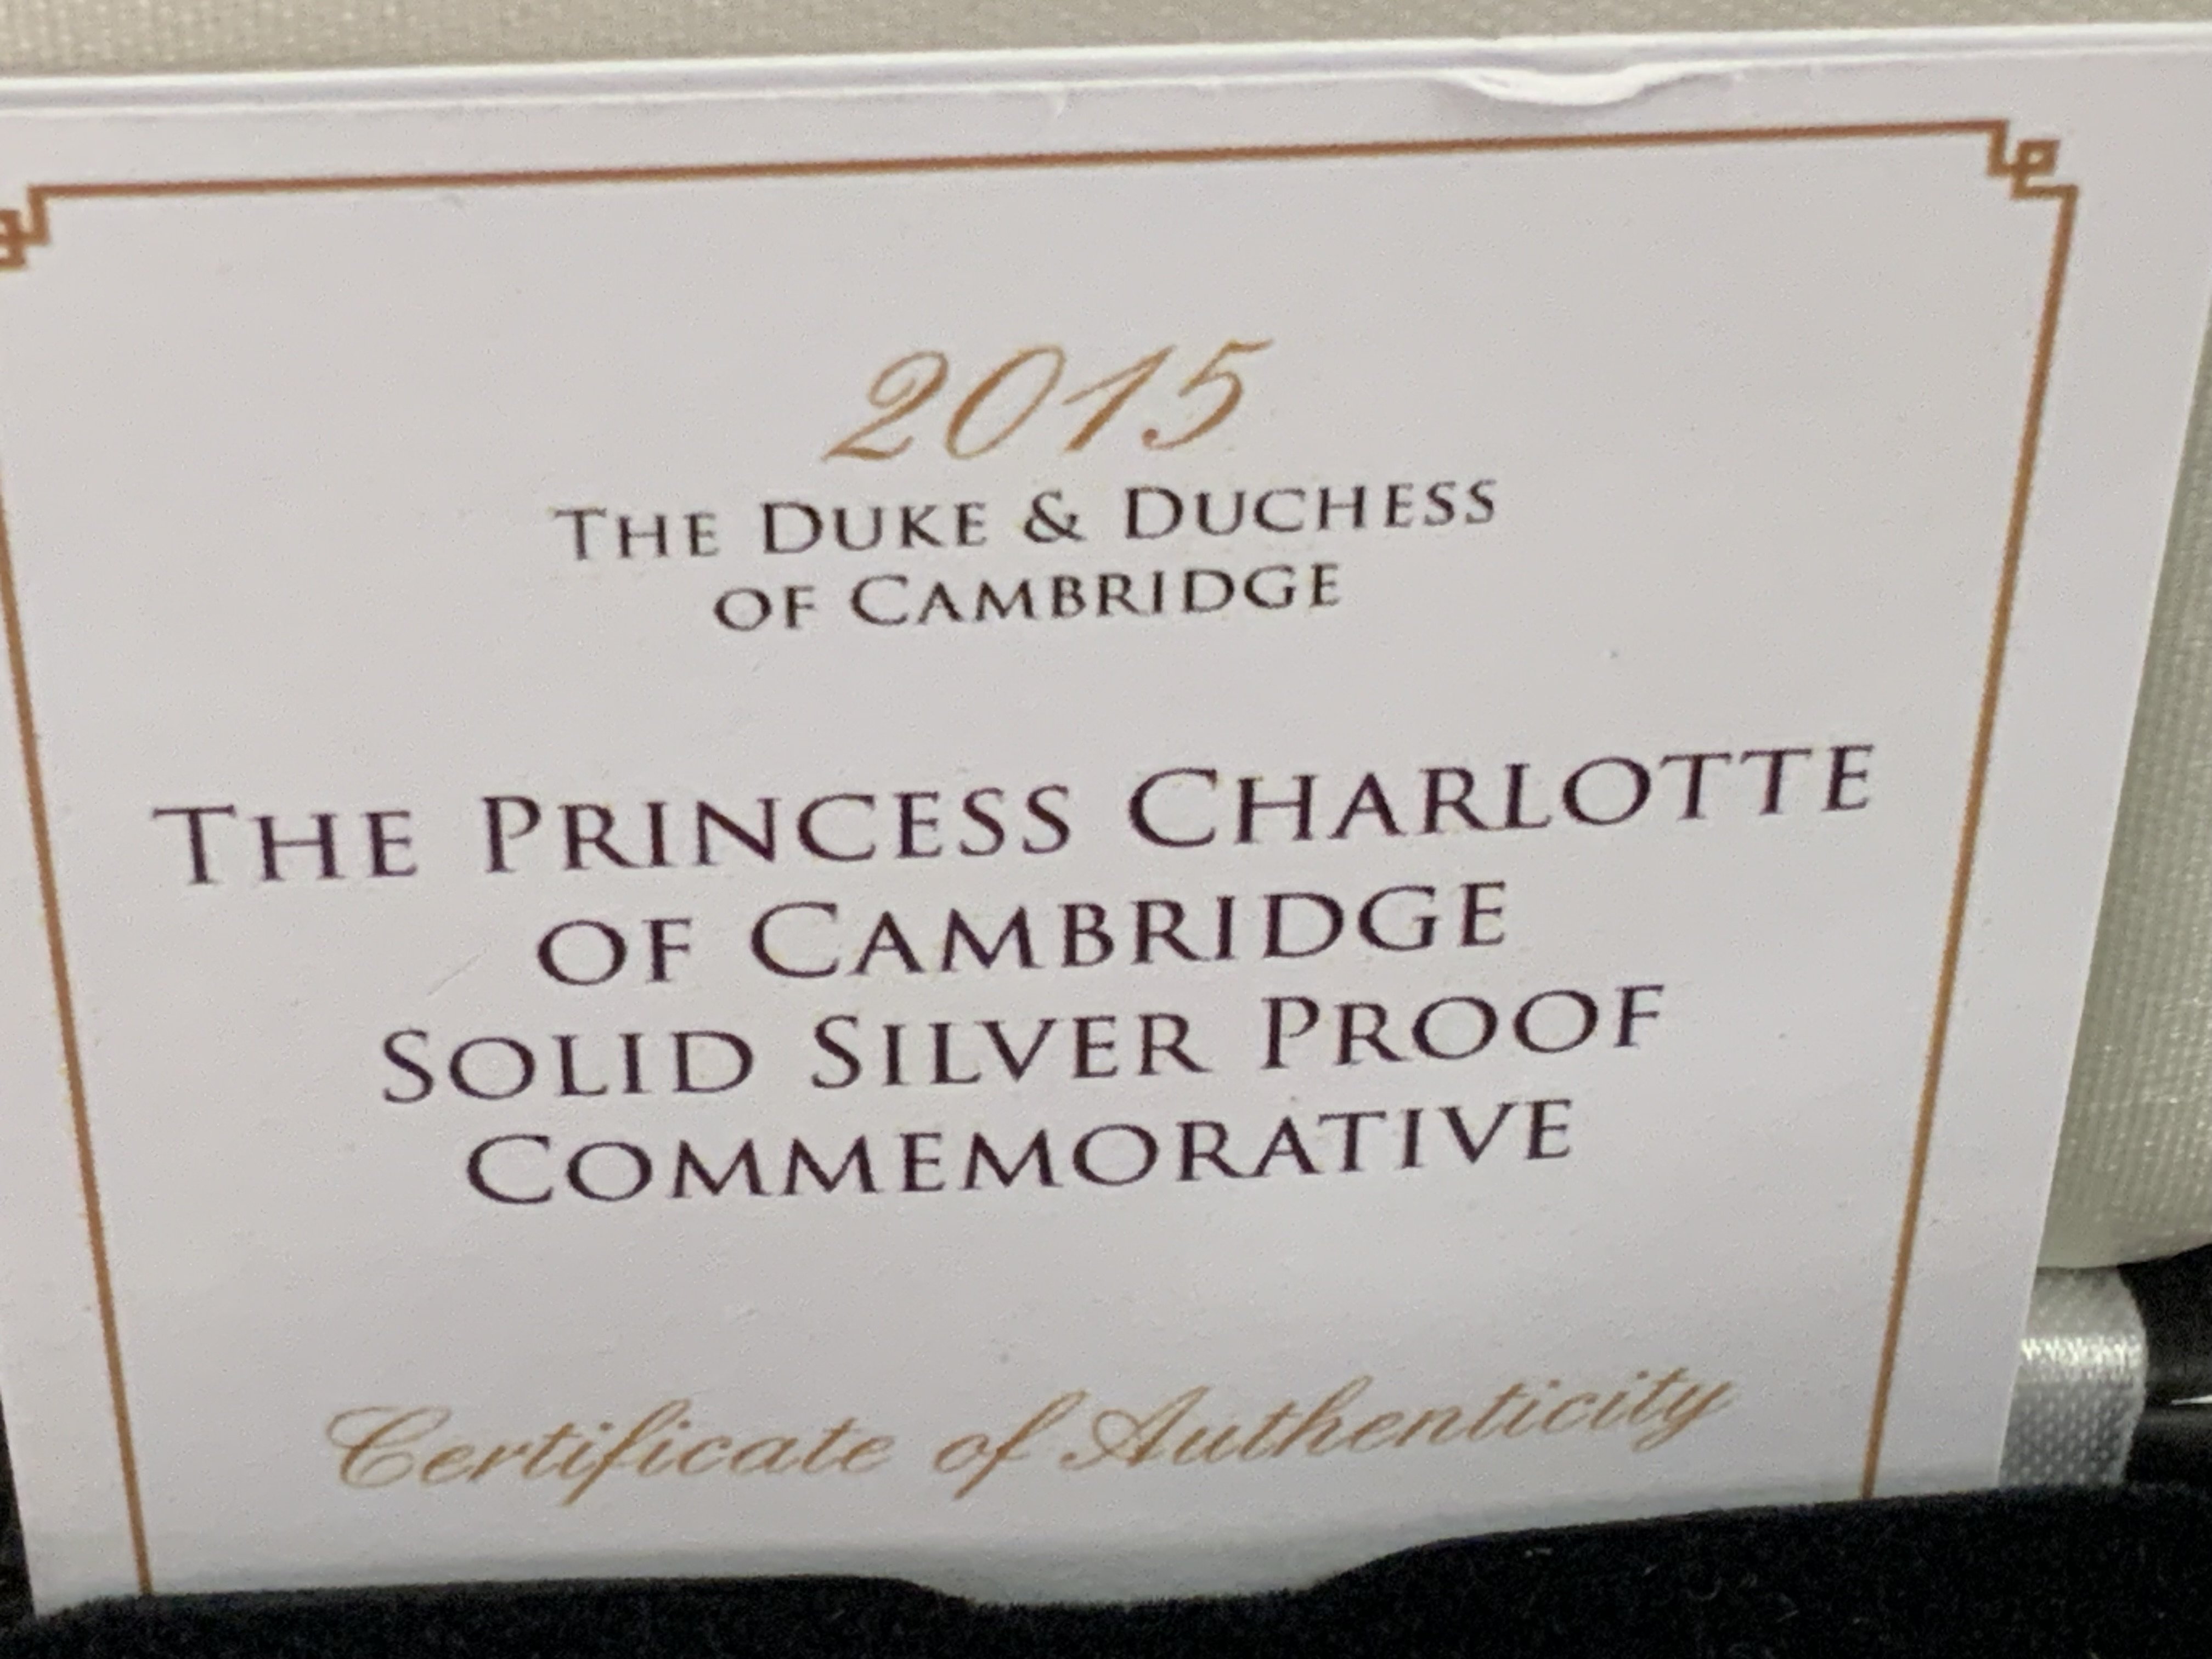 2015
THE DUKE & DUCHESS
OF CAMBRIDGE
THE PRINCESS CHARLOTTE
OF CAMBRIDGE
SOLID SILVER PROOF
COMMEMORATIVE
Certificate of Authenticity